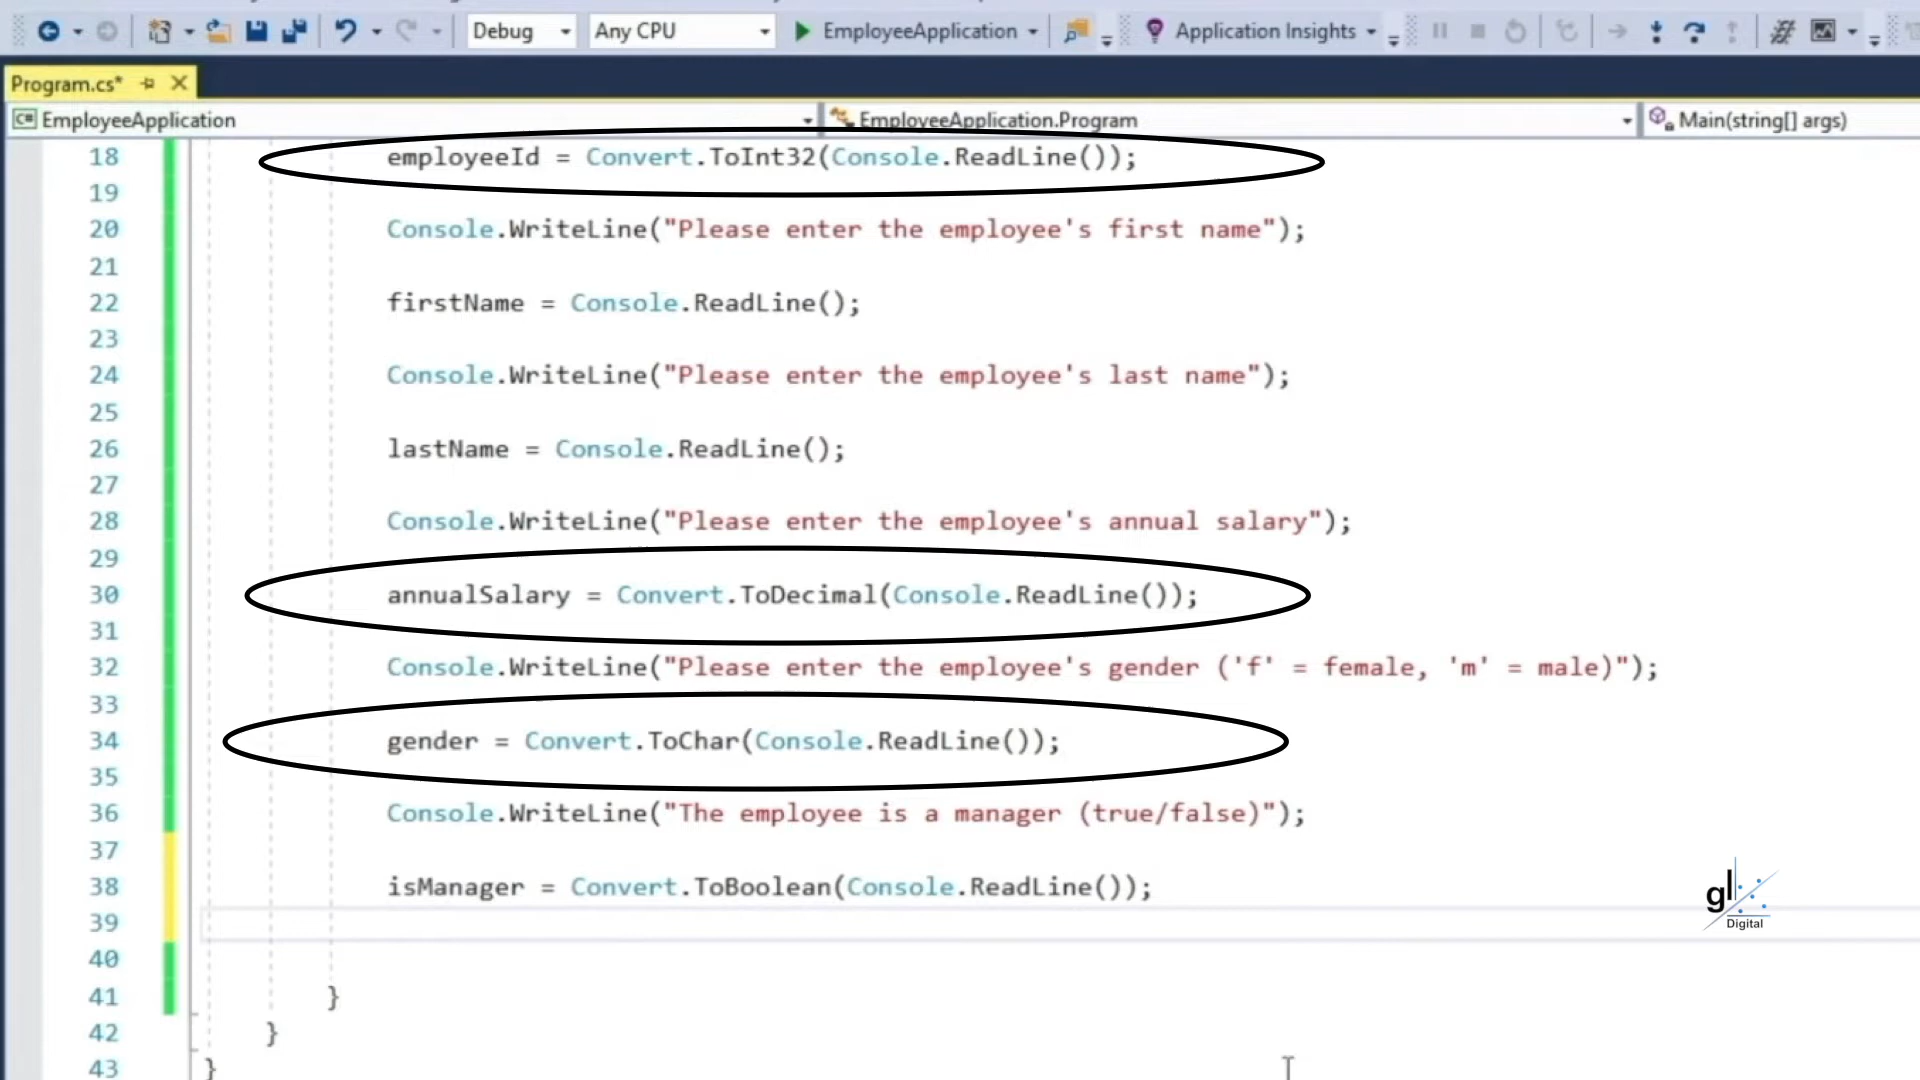 Debug Any CPU EmployeeApplication Application Insights
Program.cs*
EmployeeApplication EmployeeApplication.Program Main(string[] args)
18 employeeId = Convert.ToInt32(Console.ReadLine());
19
20 Console.WriteLine("Please enter the employee's first name");
21
22 firstName = Console.ReadLine();
23
24 Console.WriteLine("Please enter the employee's last name");
25
26 lastName = Console.ReadLine();
27
28 Console.WriteLine("Please enter the employee's annual salary");
29
30 annualSalary = Convert.ToDecimal(Console.ReadLine());
31
32 Console.WriteLine("Please enter the employee's gender ('f' = female, 'm' = male)");
33
34 gender = Convert.ToChar(Console.ReadLine());
35
36 Console.WriteLine("The employee is a manager (true/false)");
37
38 isManager = Convert.ToBoolean(Console.ReadLine());
39
40
41 }
42 }
43 }
gl
Digital